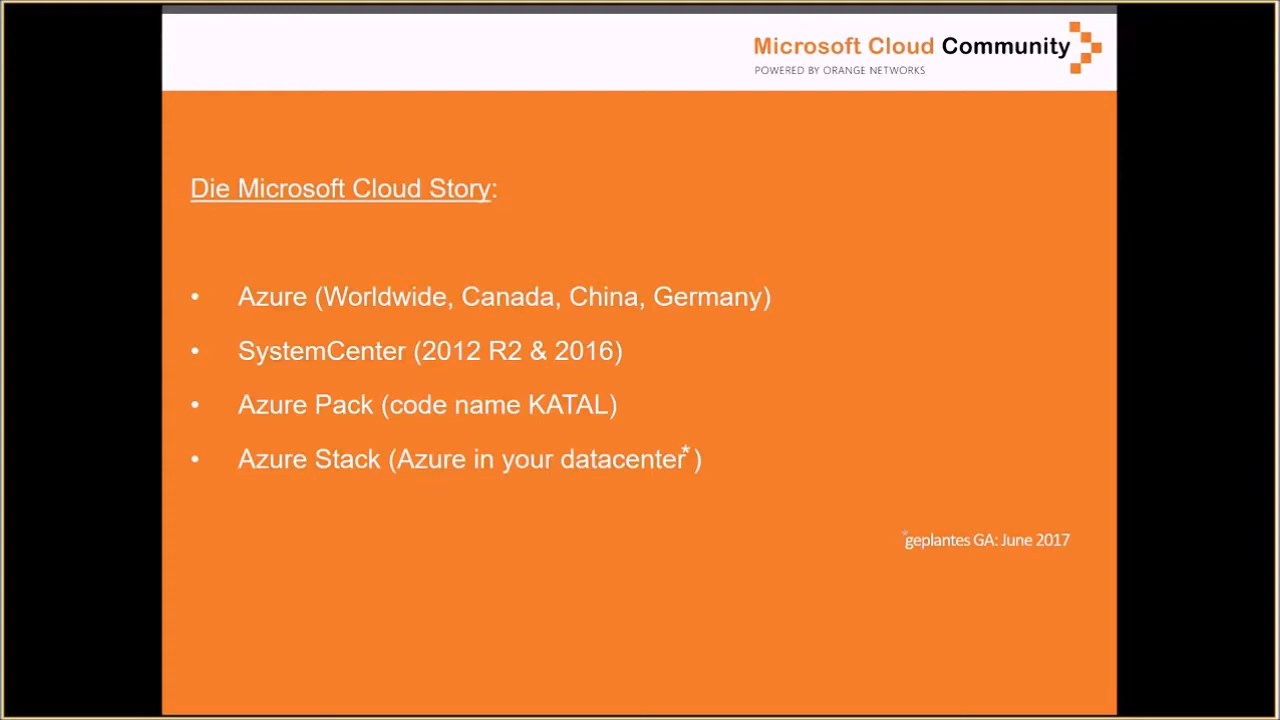 Microsoft Cloud Community
POWERED BY ORANGE NETWORKS
Die Microsoft Cloud Story:
• Azure (Worldwide, Canada, China, Germany)
• SystemCenter (2012 R2 & 2016)
• Azure Pack (code name KATAL)
• Azure Stack (Azure in your datacenter* )
*geplantes GA: June 2017